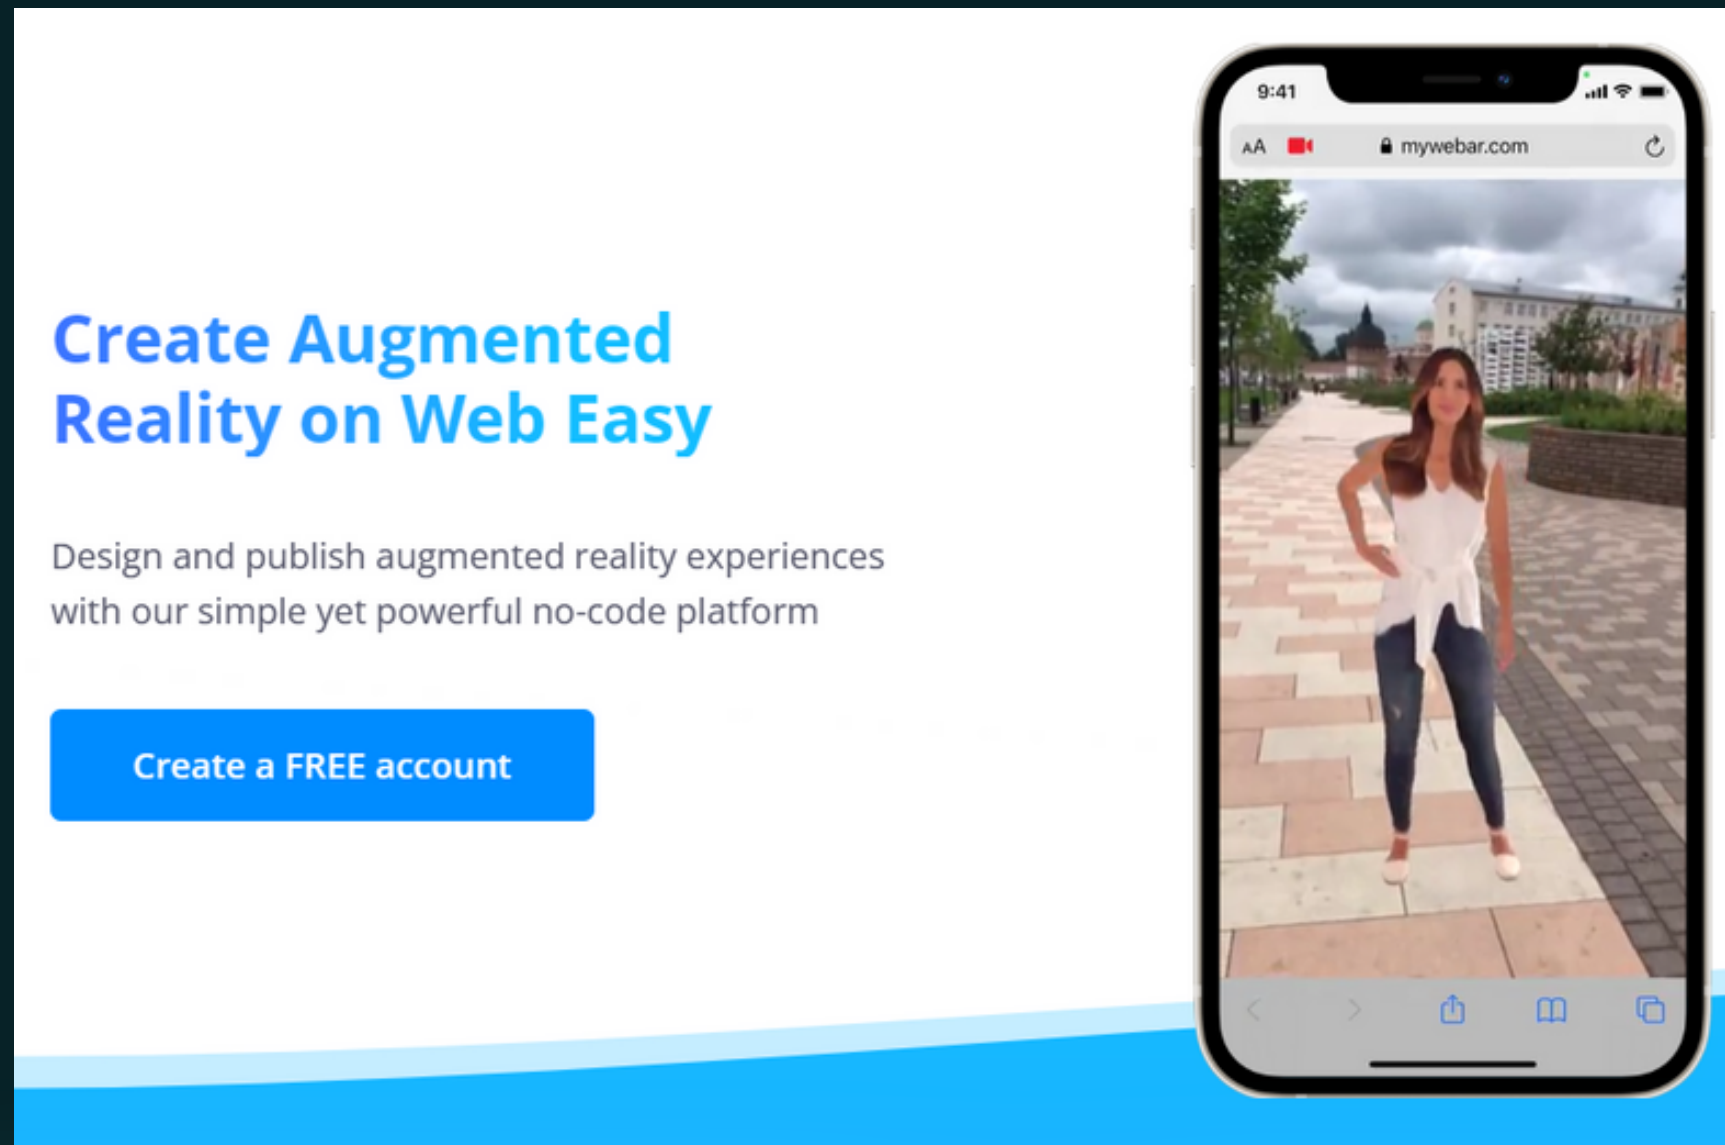 Create Augmented
Reality on Web Easy
Design and publish augmented reality experiences
with our simple yet powerful no-code platform
Create a FREE account
9:41
AA mywebar.com